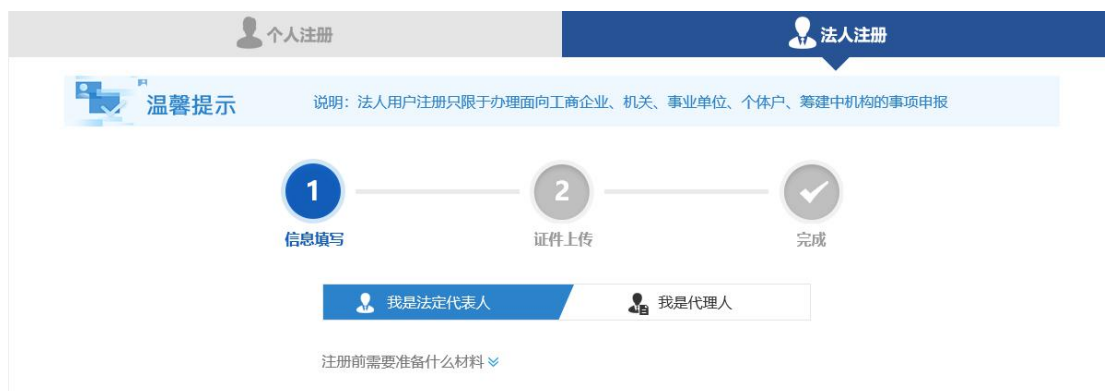 个人注册
法人注册
温馨提示
说明：法人用户注册只限于办理面向工商企业、机关、事业单位、个体户、筹建中机构的事项申报
1
2
信息填写
证件上传
完成
我是法定代表人
我是代理人
注册前需要准备什么材料